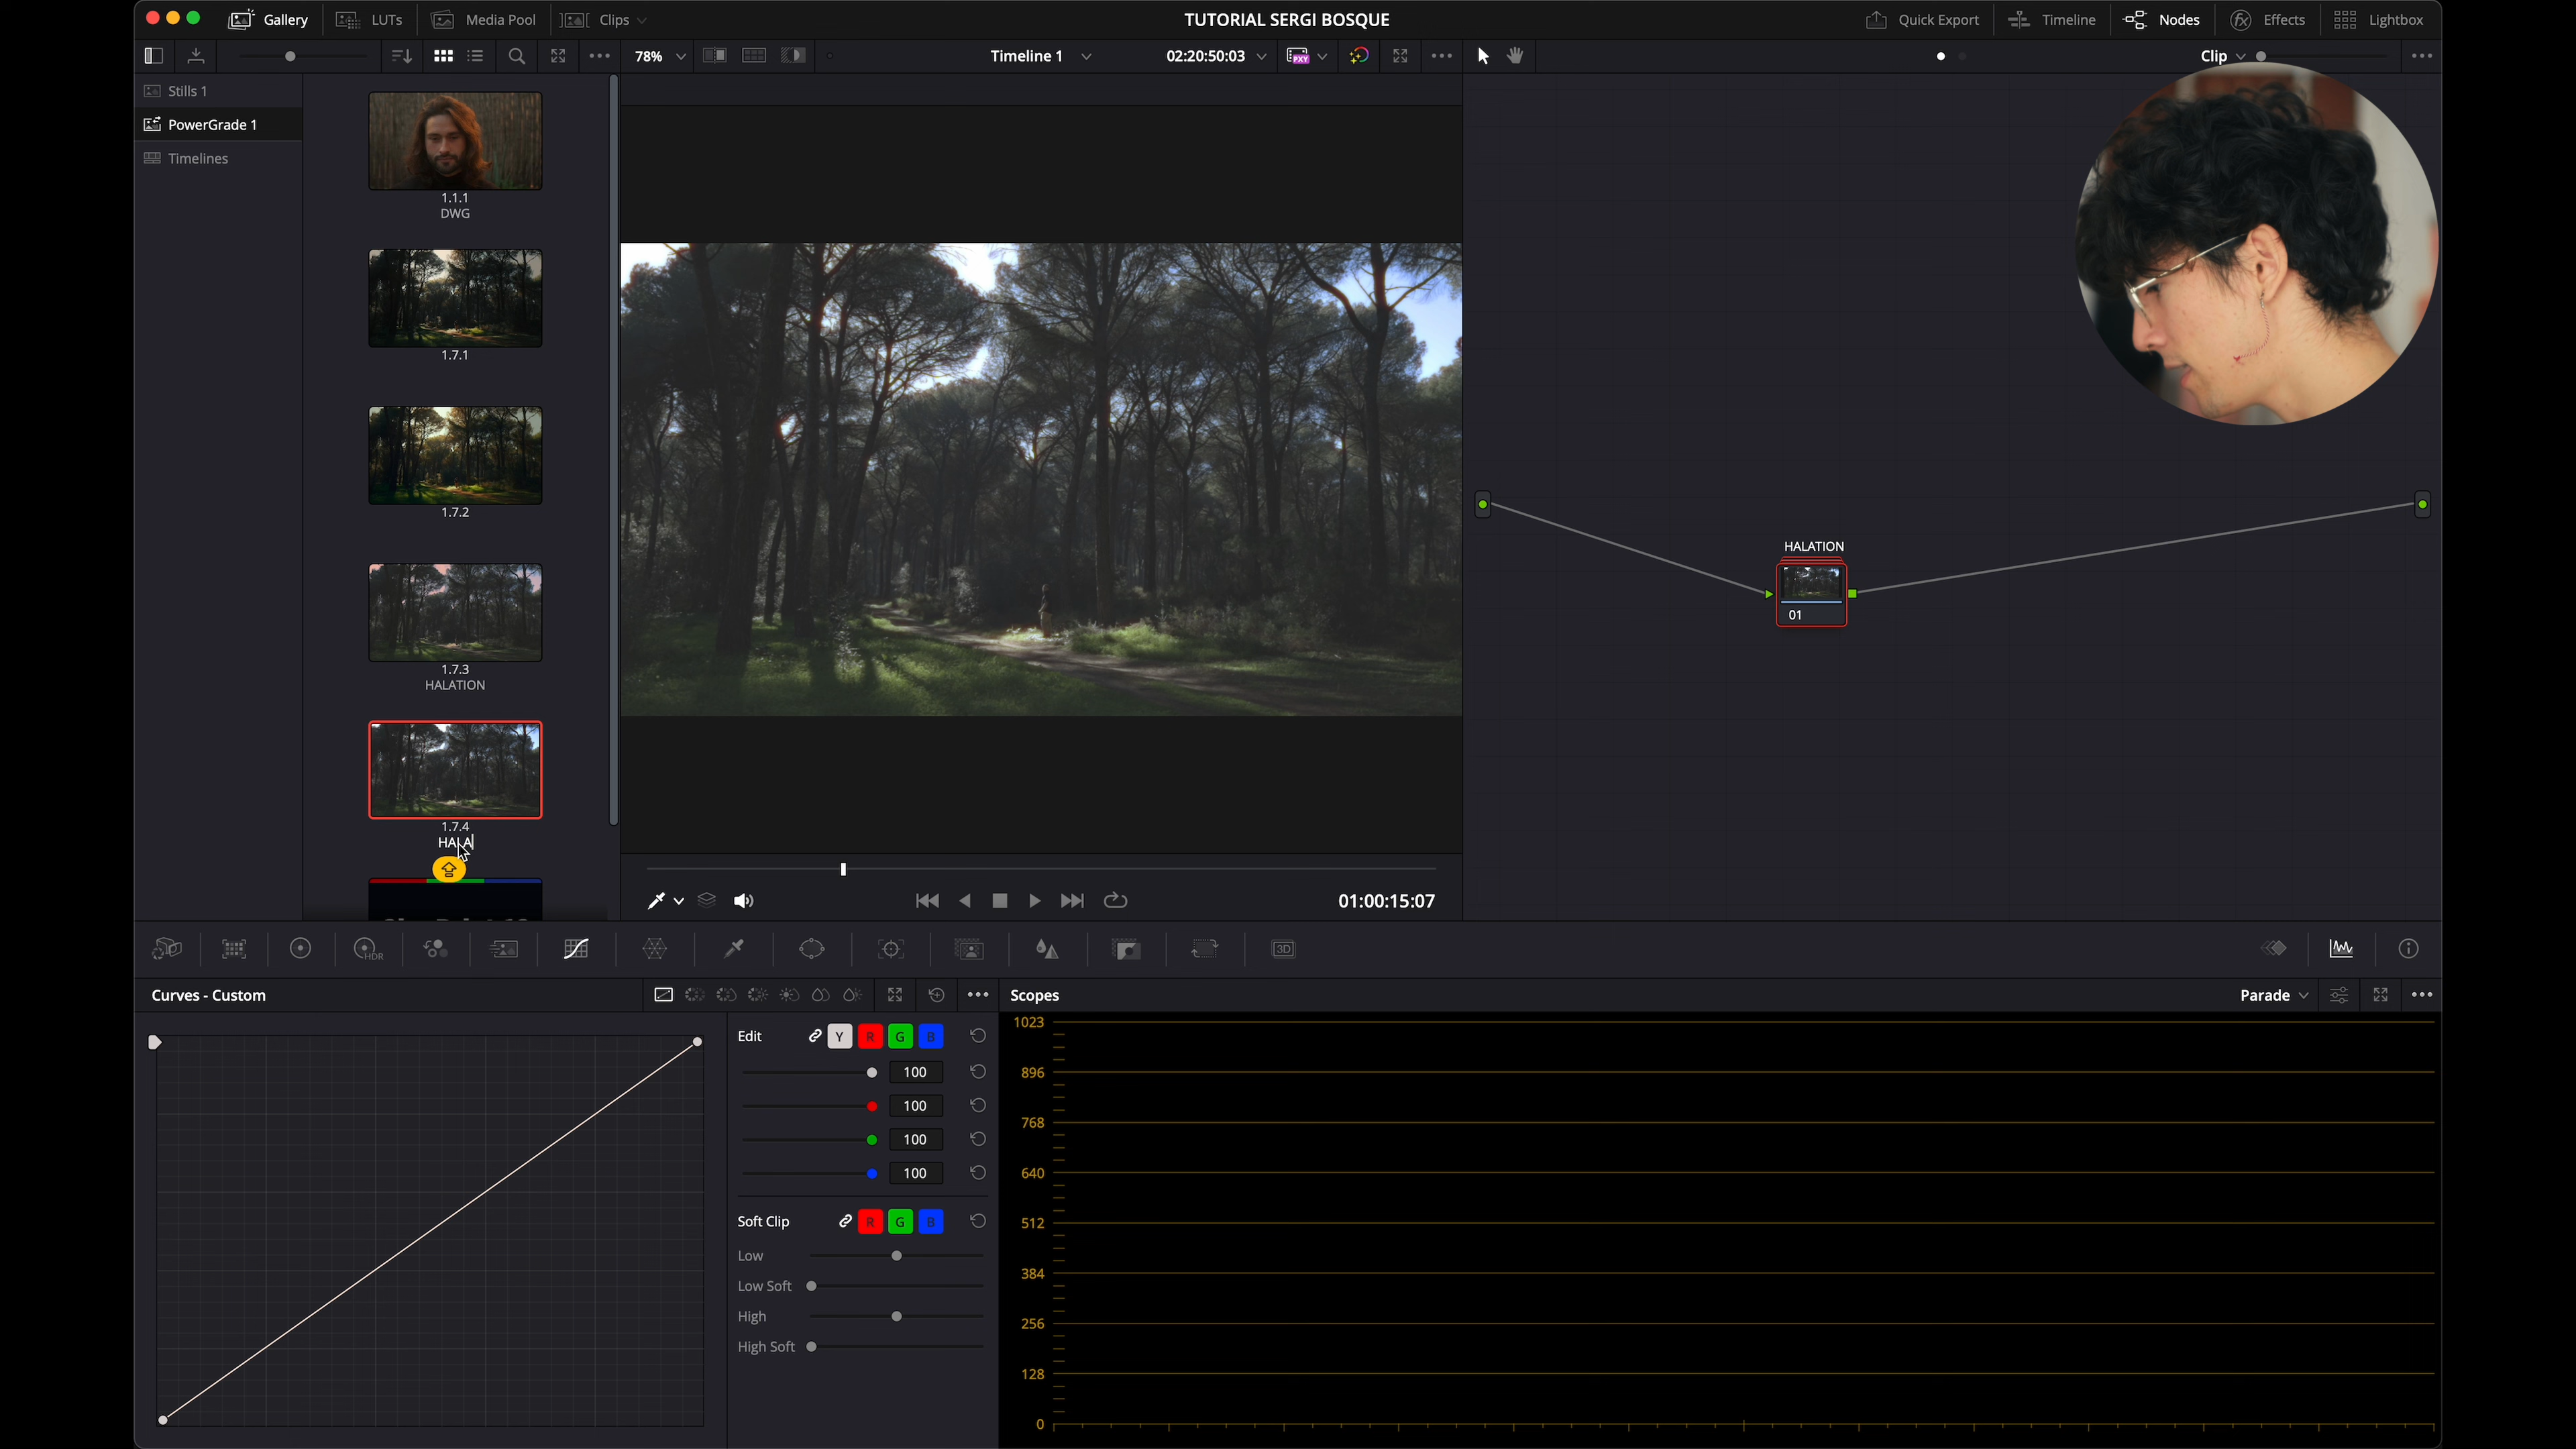 Gallery
LUTs
Media Pool
Clips
TUTORIAL SERGI BOSQUE
Quick Export
Timeline
Nodes
Effects
Lightbox
78%
Timeline 1
02:20:50:03
PXY
Clip
Stills 1
PowerGrade 1
Timelines
1.1.1
DWG
1.7.1
1.7.2
1.7.3
HALATION
1.7.4
HALA
HALATION
01
01:00:15:07
HDR
3D
Curves - Custom
Scopes
Parade
Edit
Y R G B
100
100
100
100
Soft Clip
R G B
Low
Low Soft
High
High Soft
1023
896
768
640
512
384
256
128
0